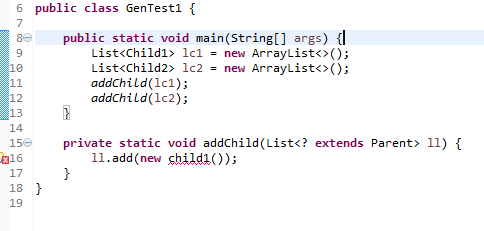 6 public class GenTest1 {
7
8 public static void main(String[] args) {
9 List<Child1> lc1 = new ArrayList<>();
10 List<Child2> lc2 = new ArrayList<>();
11 addChild(lc1);
12 addChild(lc2);
13 }
14
15 private static void addChild(List<? extends Parent> ll) {
16 ll.add(new child1());
17 }
18 }
19